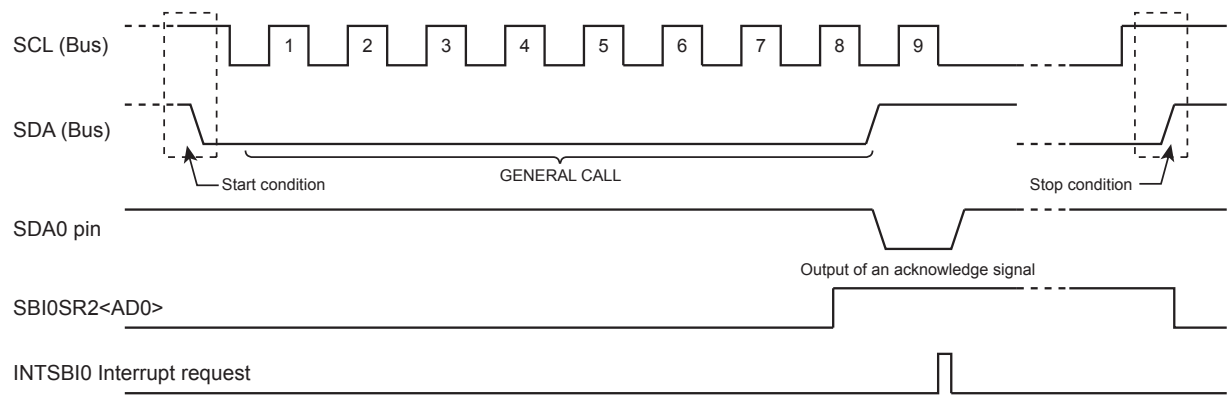 SCL (Bus)
1 2 3 4 5 6 7 8 9
SDA (Bus)
Start condition
GENERAL CALL
Stop condition
SDA0 pin
Output of an acknowledge signal
SBI0SR2<AD0>
INTSBI0 Interrupt request